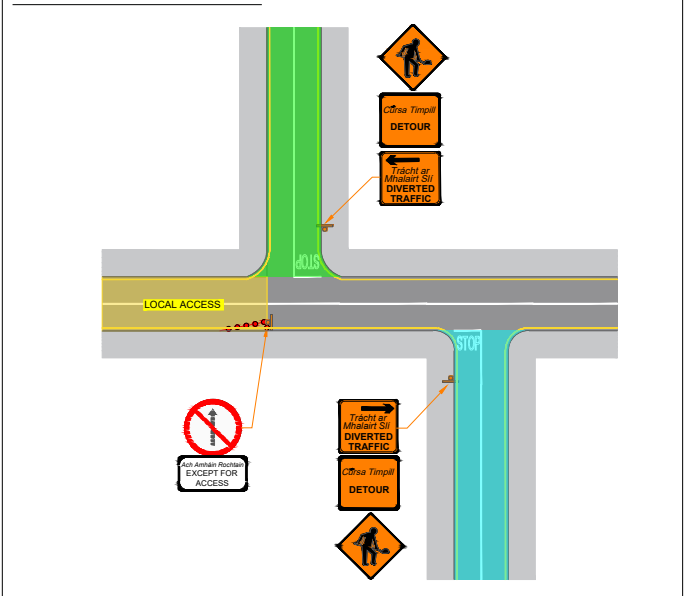 Cúrsa Timpill
DETOUR
Trácht ar
Mhalairt Slí
DIVERTED
TRAFFIC
STOP
LOCAL ACCESS
STOP
Ach Amháin Rochtain
EXCEPT FOR
ACCESS
Trácht ar
Mhalairt Slí
DIVERTED
TRAFFIC
Cúrsa Timpill
DETOUR